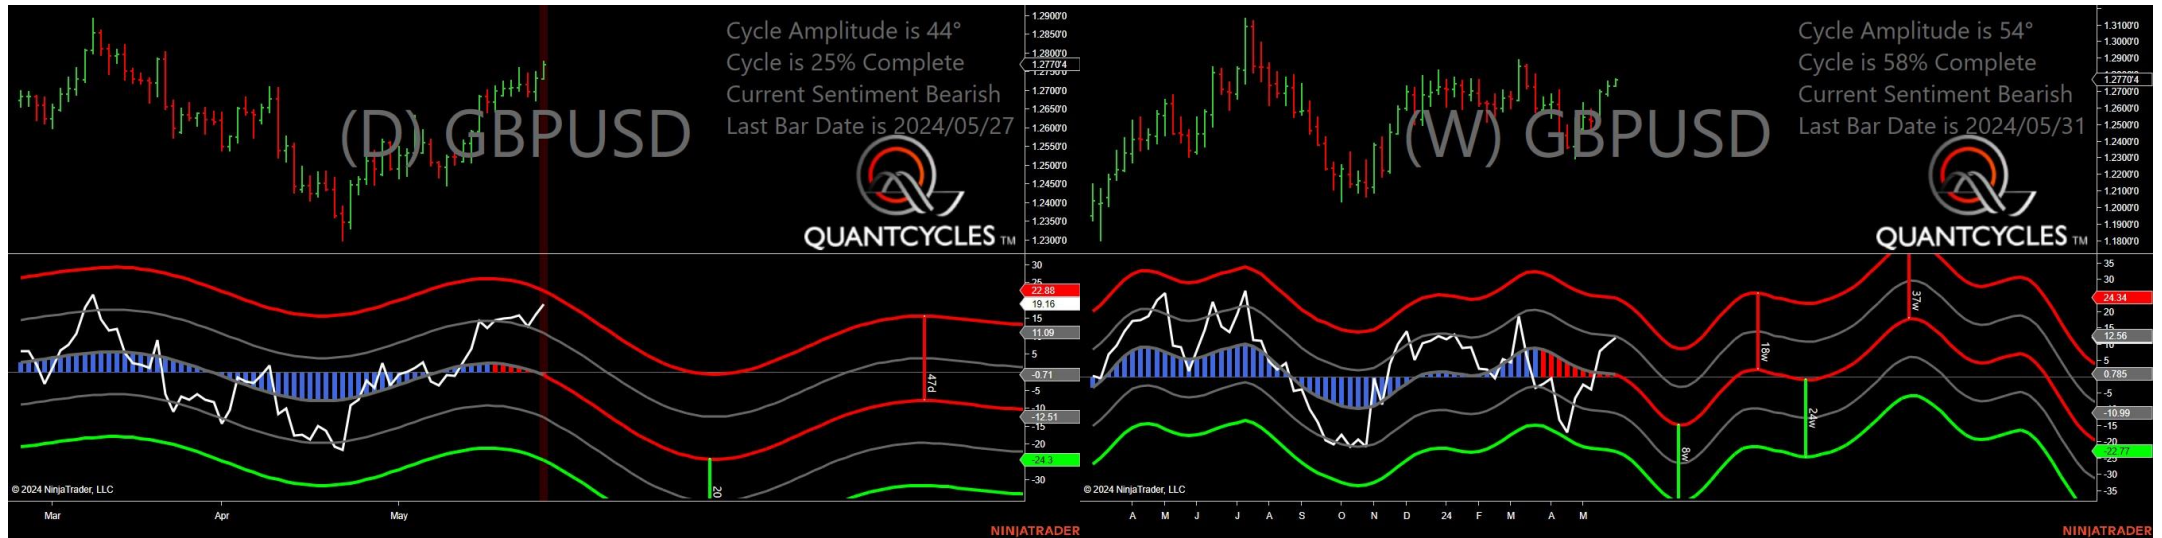 Cycle Amplitude is 44°
Cycle is 25% Complete
Current Sentiment Bearish
Last Bar Date is 2024/05/27
(D) GBPUSD
QUANTCYCLES TM
1.2900'0
1.2850'0
1.2800'0
1.2770'4
1.2700'0
1.2650'0
1.2600'0
1.2550'0
1.2500'0
1.2450'0
1.2400'0
1.2350'0
1.2300'0
30
22.88
19.16
15
11.09
5
-0.71
-5
-10
-12.51
-15
-20
-24.3
-30
47d
20
© 2024 NinjaTrader, LLC
Mar
Apr
May
NINJATRADER
Cycle Amplitude is 54°
Cycle is 58% Complete
Current Sentiment Bearish
Last Bar Date is 2024/05/31
(W) GBPUSD
QUANTCYCLES TM
1.3100'0
1.3000'0
1.2900'0
1.2770'4
1.2700'0
1.2600'0
1.2500'0
1.2400'0
1.2300'0
1.2200'0
1.2100'0
1.2000'0
1.1900'0
1.1800'0
35
30
24.34
20
15
12.56
10
5
0.785
-5
-10.99
-15
-20
-22.77
-25
-30
-35
37w
18w
24w
8w
© 2024 NinjaTrader, LLC
A M J J A S O N D 24 F M A M
NINJATRADER